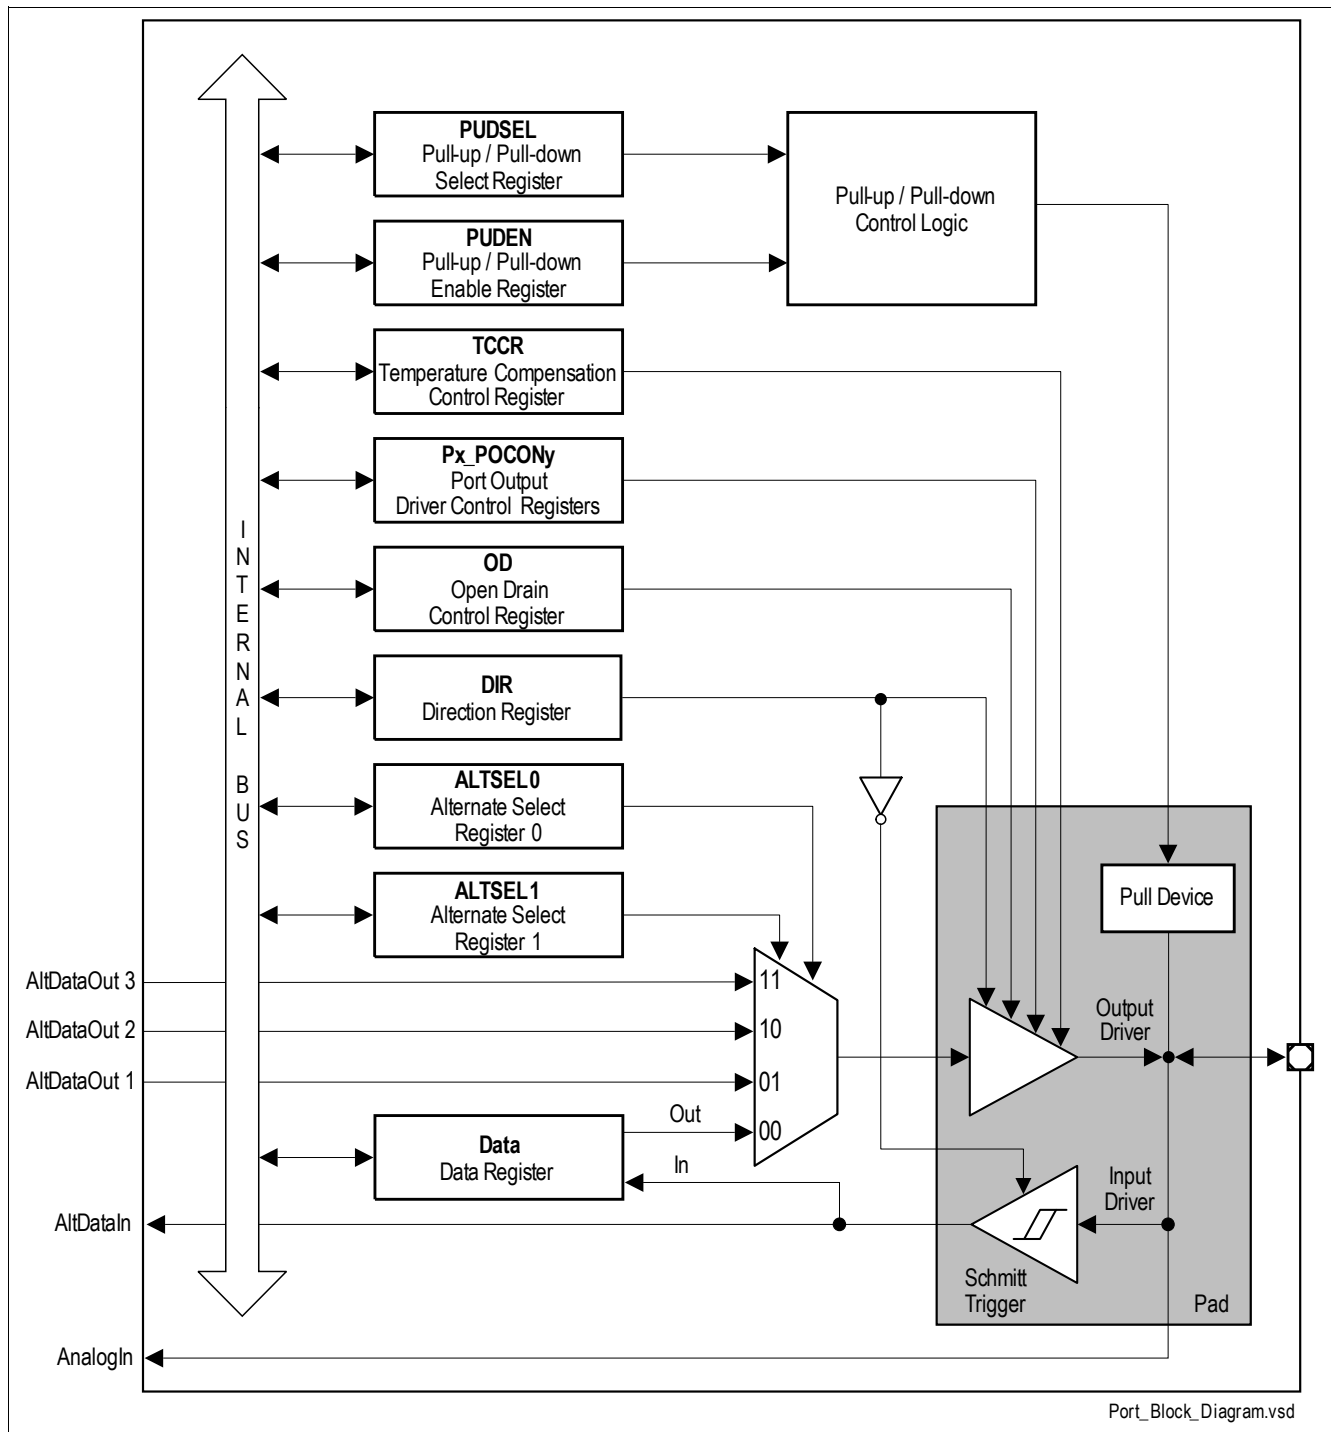 PUDSEL
Pull-up / Pull-down
Select Register
Pull-up / Pull-down
Control Logic
PUDEN
Pull-up / Pull-down
Enable Register
TCCR
Temperature Compensation
Control Register
Px_POCONy
Port Output
Driver Control Registers
INTERNAL BUS
OD
Open Drain
Control Register
DIR
Direction Register
ALTSEL0
Alternate Select
Register 0
ALTSEL1
Alternate Select
Register 1
Pull Device
AltDataOut 3
11
AltDataOut 2
10
Output
Driver
AltDataOut 1
01
Out
00
Data
Data Register
In
Input
Driver
AltDataIn
Schmitt
Trigger
Pad
AnalogIn
Port_Block_Diagram.vsd